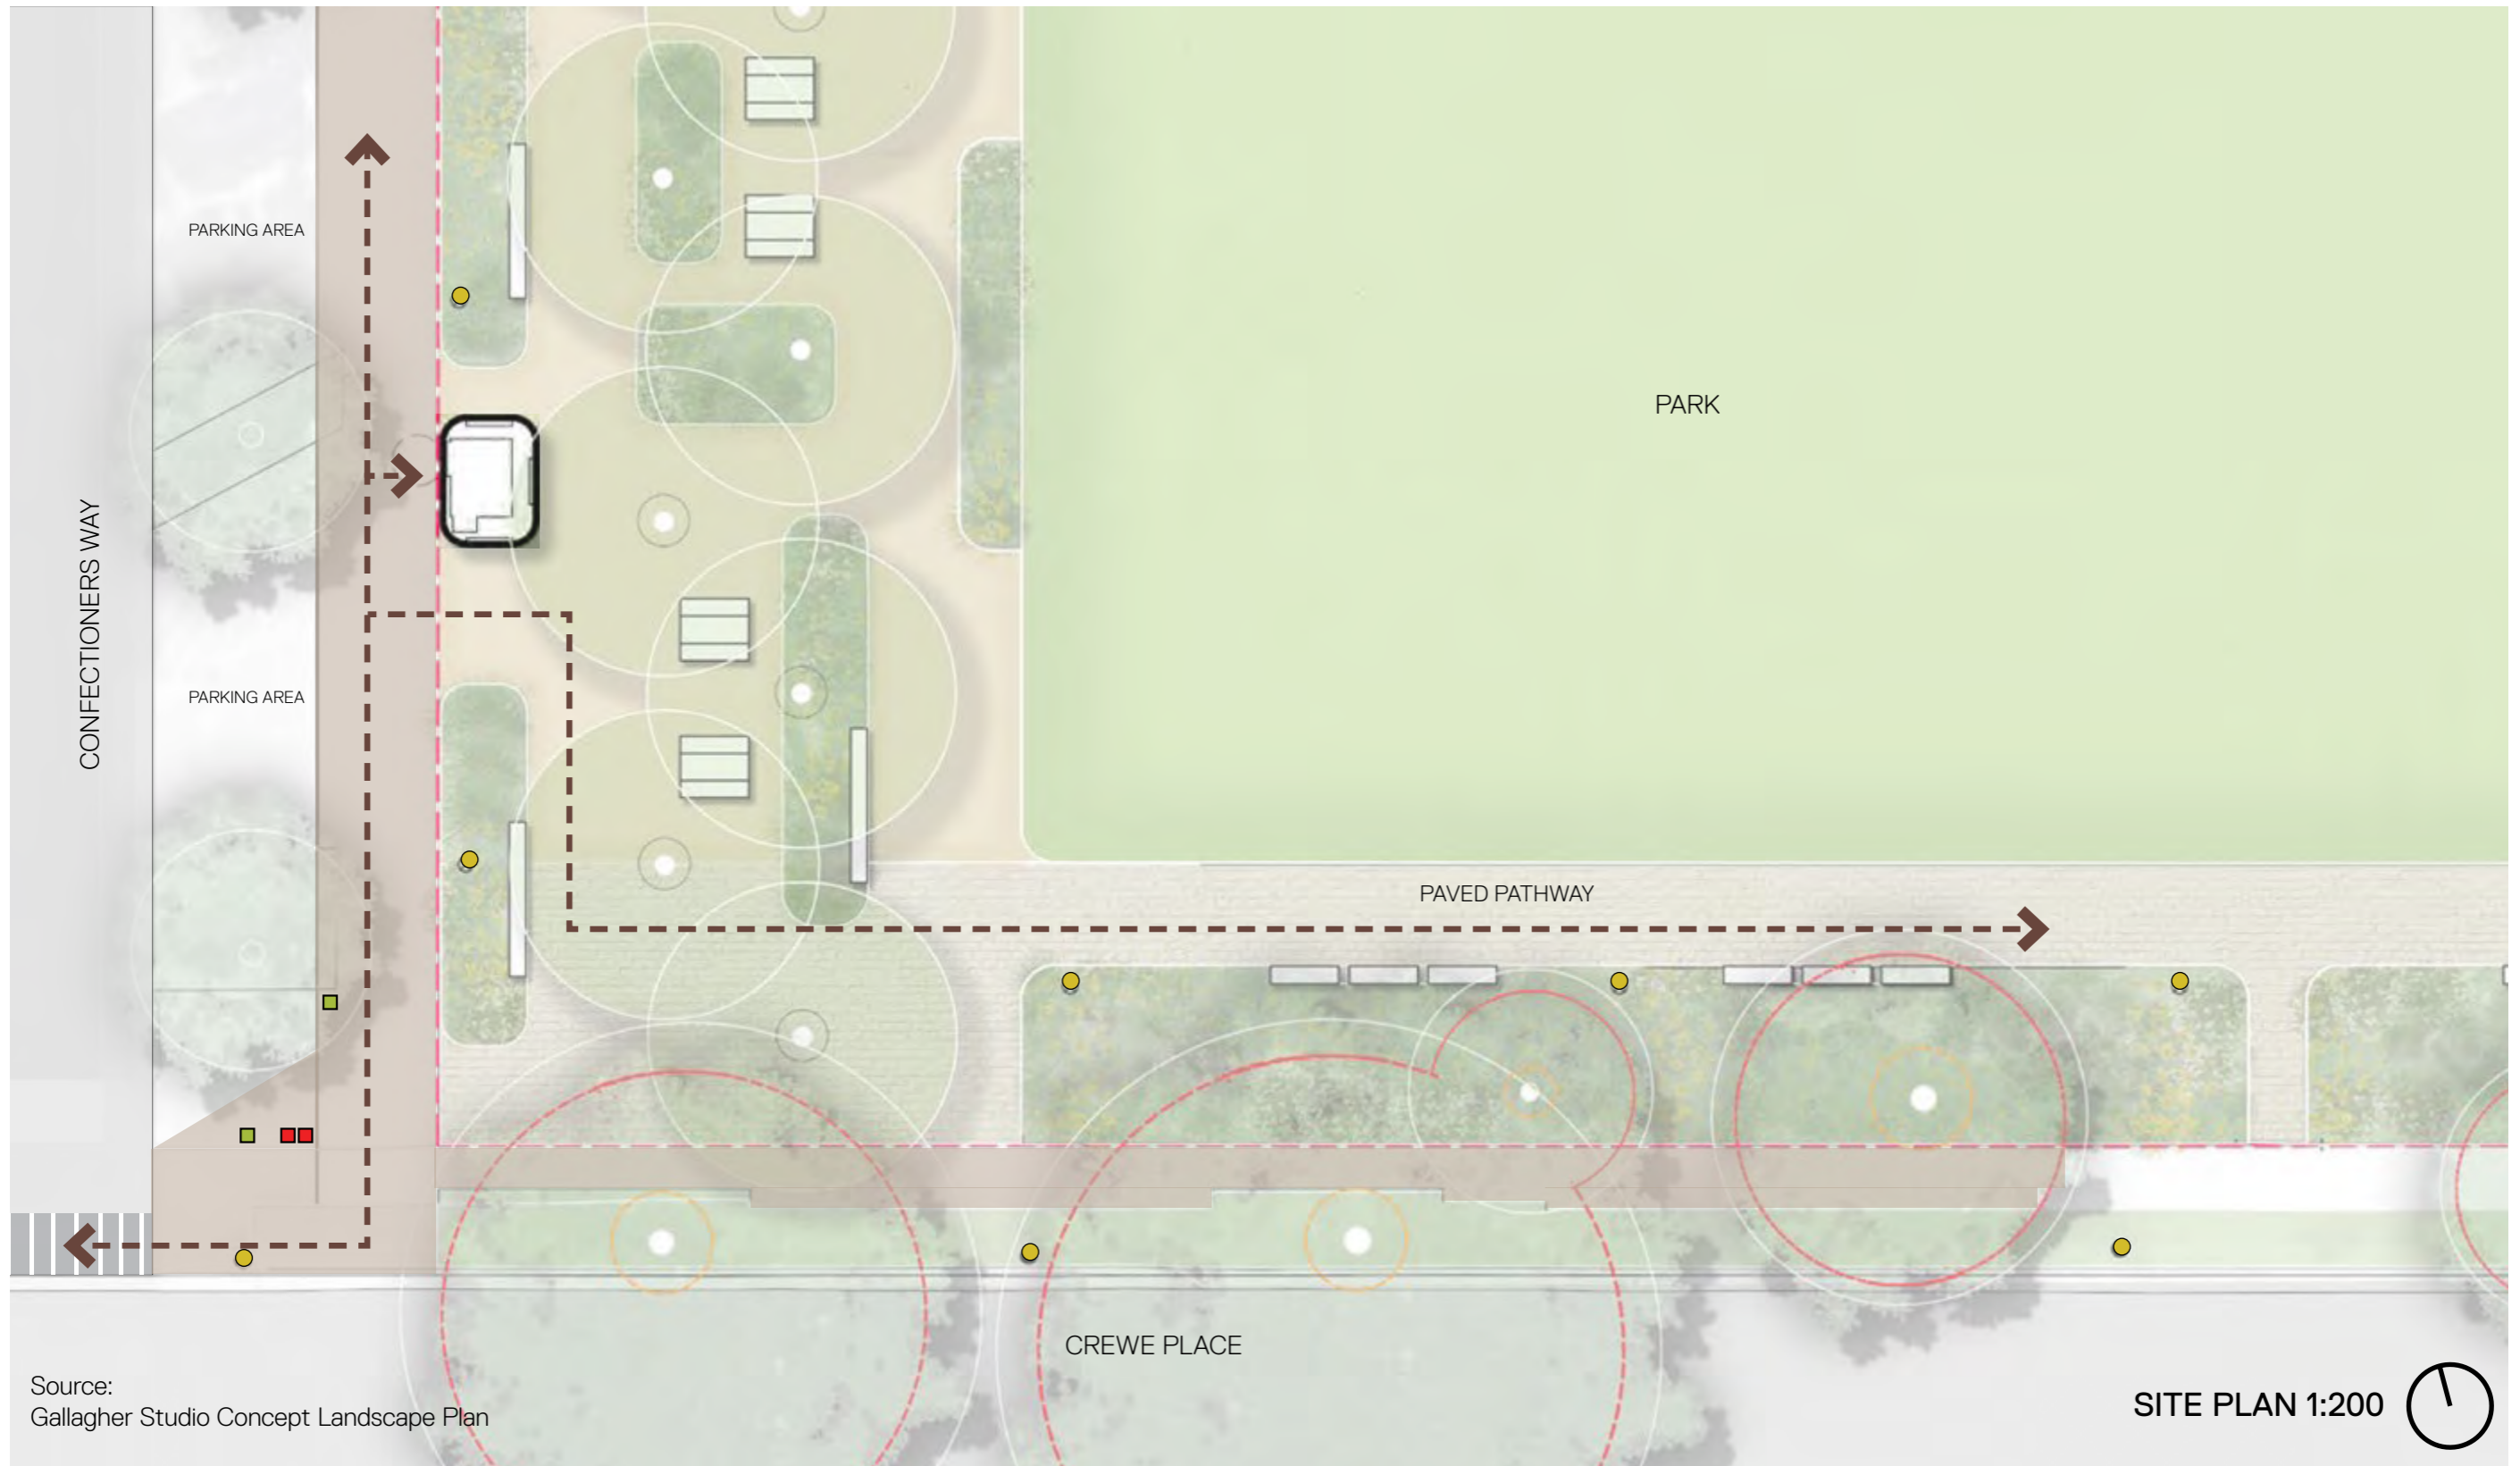 PARKING AREA
PARK
CONFECTIONERS WAY
PARKING AREA
PAVED PATHWAY
CREWE PLACE
Source:
Gallagher Studio Concept Landscape Plan
SITE PLAN 1:200